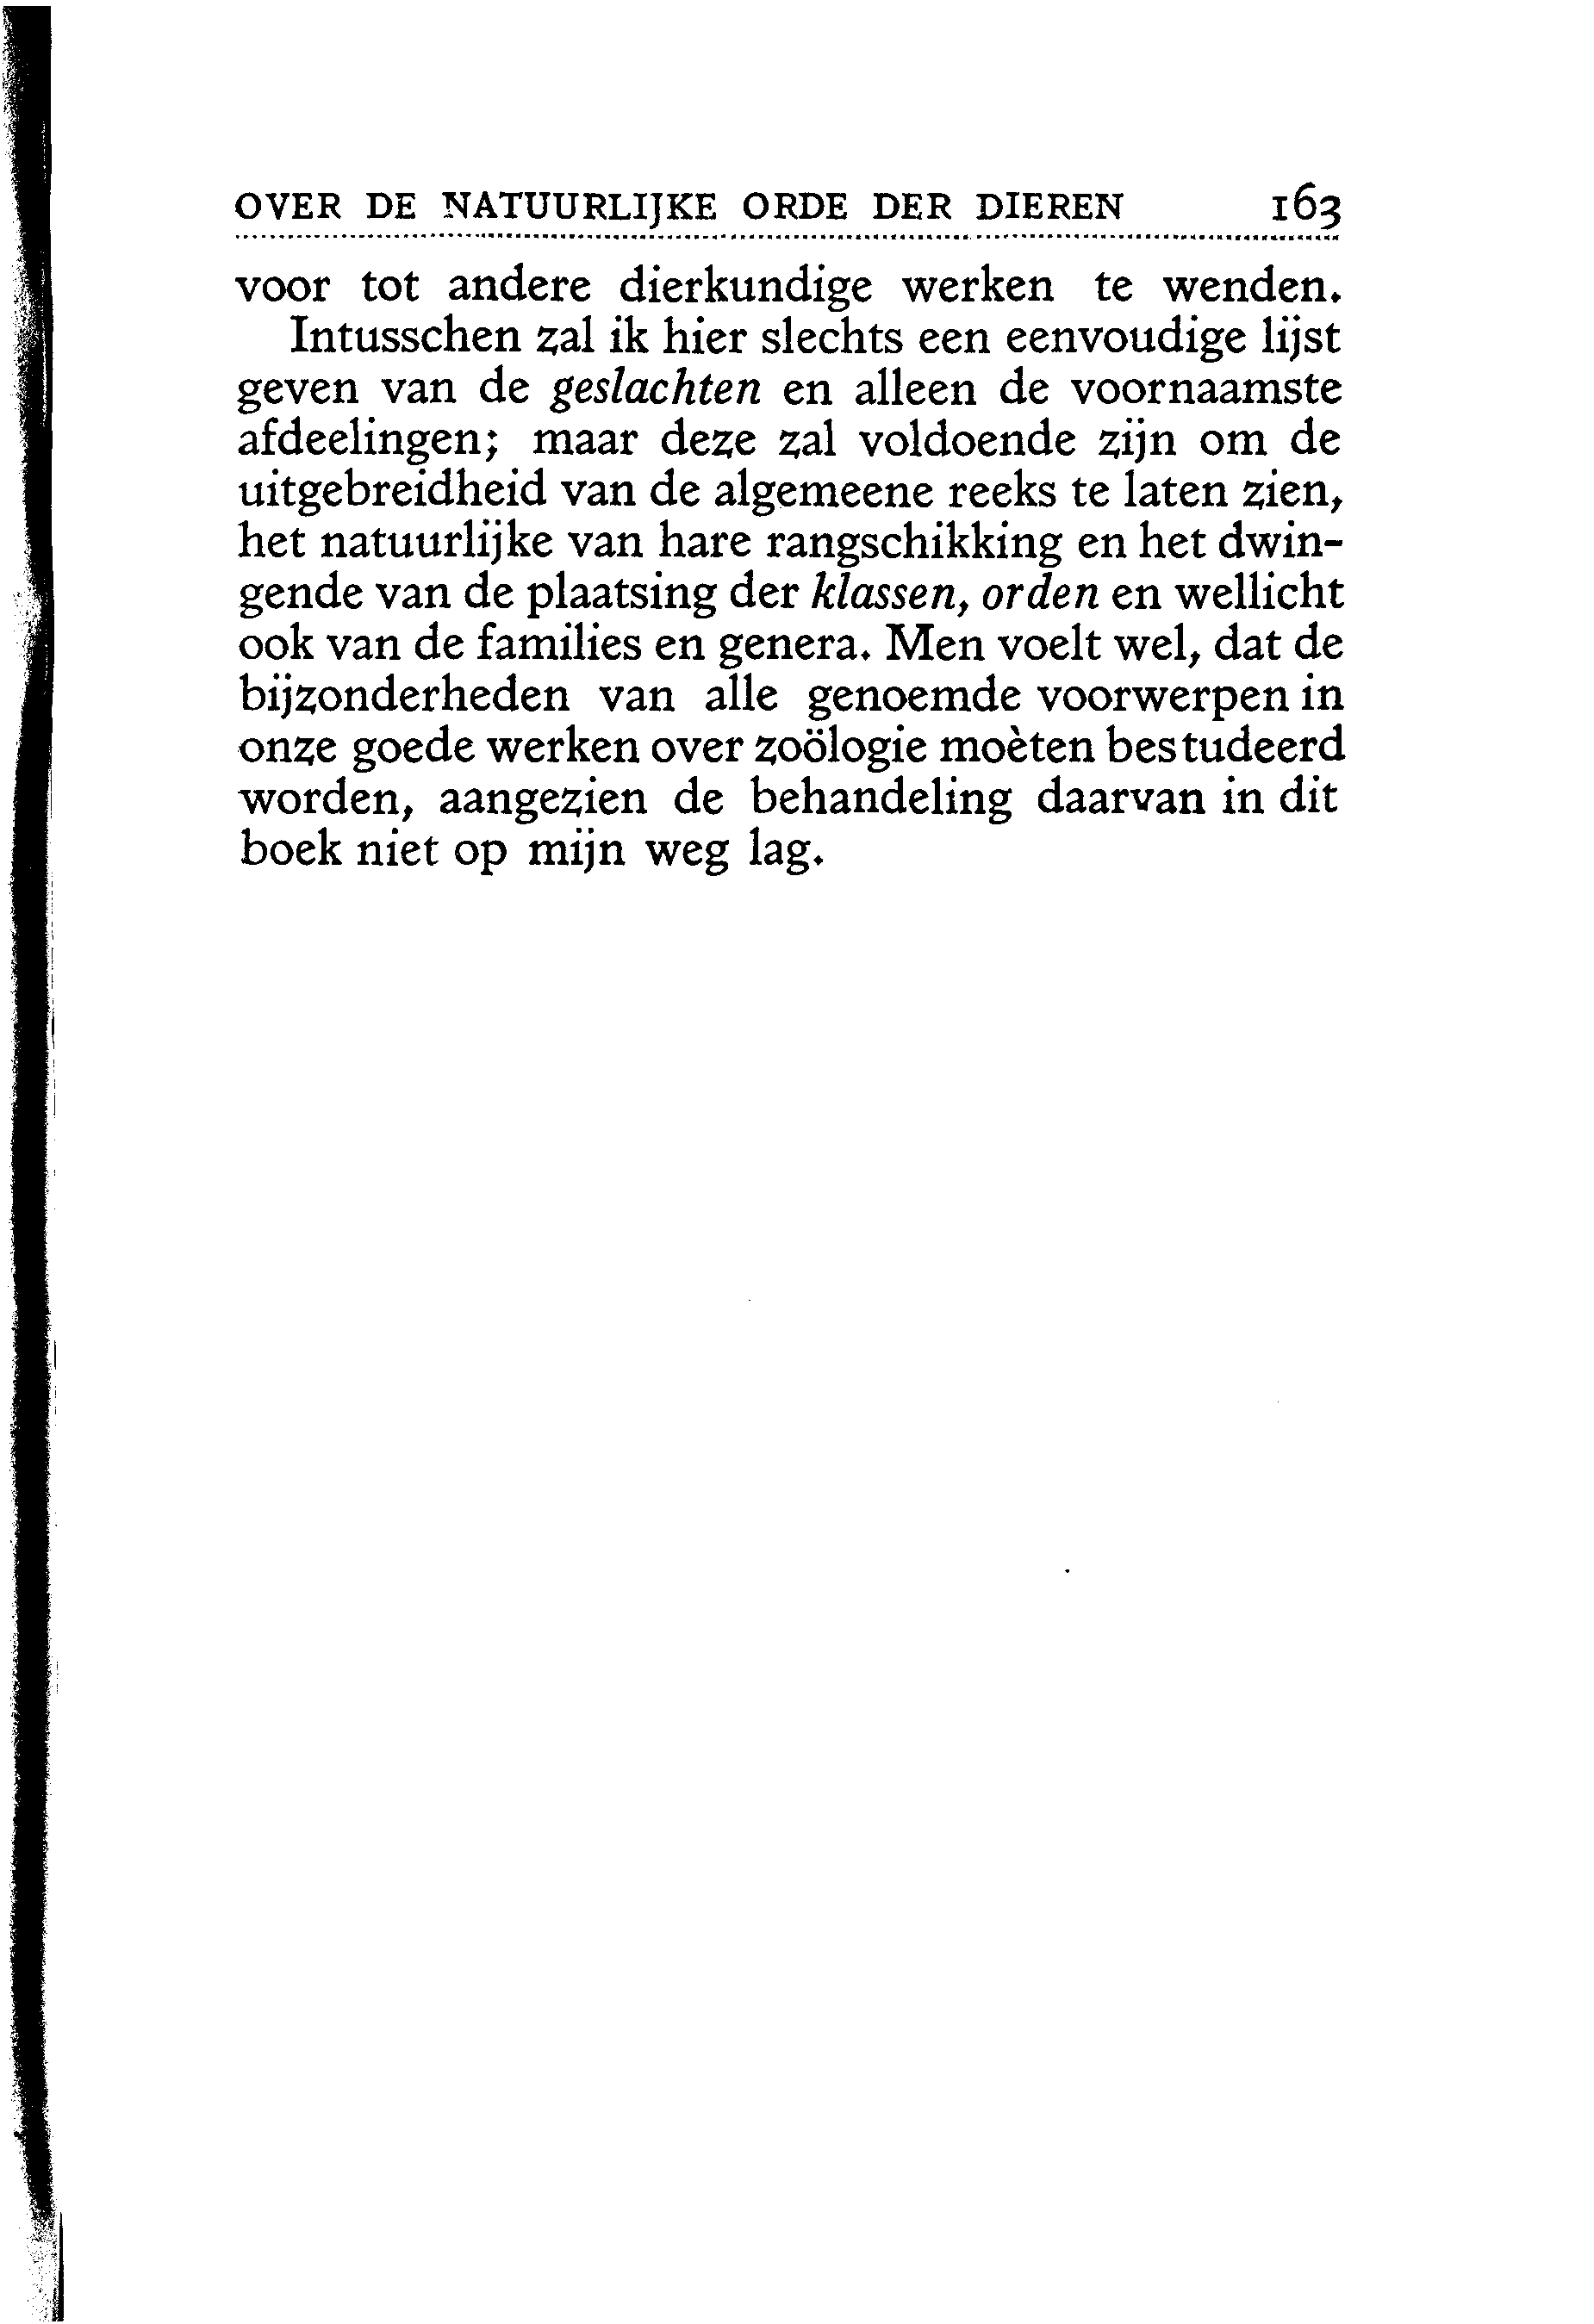 OVER DE NATUURLIJKE ORDE DER DIEREN 163
voor tot andere dierkundige werken te wenden.
Intusschen zal ik hier slechts een eenvoudige lijst
geven van de geslachten en alleen de voornaamste
afdeelingen; maar deze zal voldoende zijn om de
uitgebreidheid van de algemeene reeks te laten zien,
het natuurlijke van hare rangschikking en het dwin-
gende van de plaatsing der klassen, orden en wellicht
ook van de families en genera. Men voelt wel, dat de
bijzonderheden van alle genoemde voorwerpen in
onze goede werken over zoölogie moèten bestudeerd
worden, aangezien de behandeling daarvan in dit
boek niet op mijn weg lag.